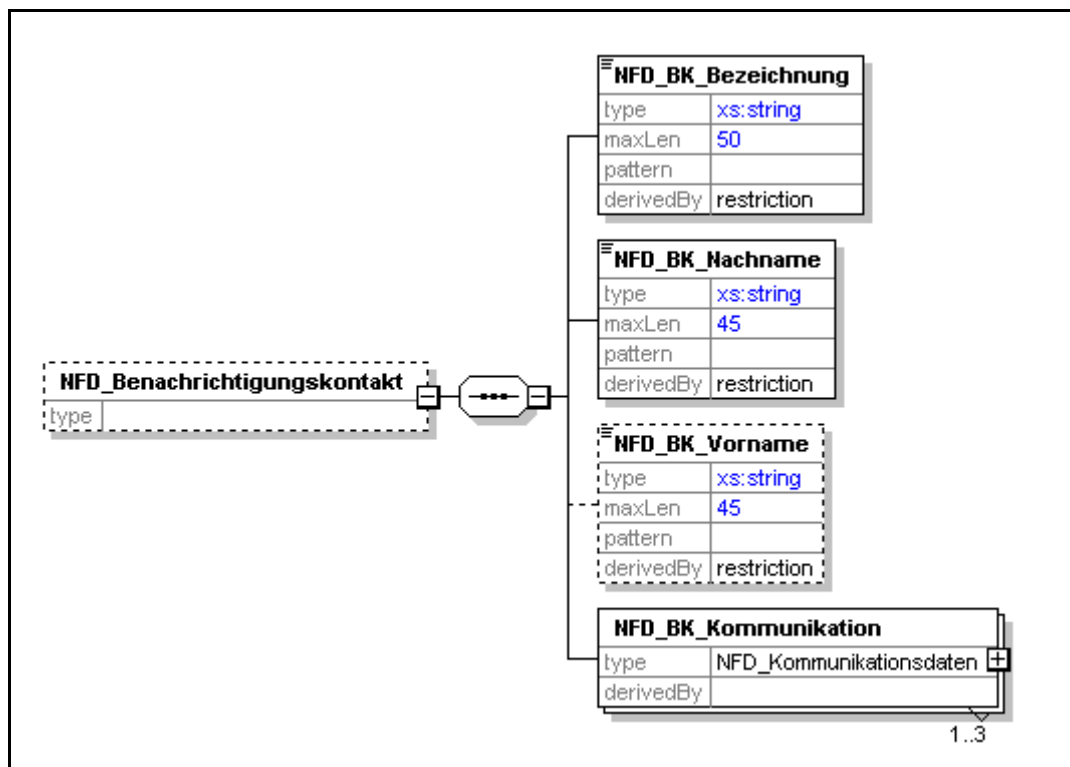 NFD_BK_Bezeichnung
type xs:string
maxLen 50
pattern
derivedBy restriction
NFD_BK_Nachname
type xs:string
maxLen 45
pattern
derivedBy restriction
NFD_Benachrichtigungskontakt
type
NFD_BK_Vorname
type xs:string
maxLen 45
pattern
derivedBy restriction
NFD_BK_Kommunikation
type NFD_Kommunikationsdaten
derivedBy
1..3